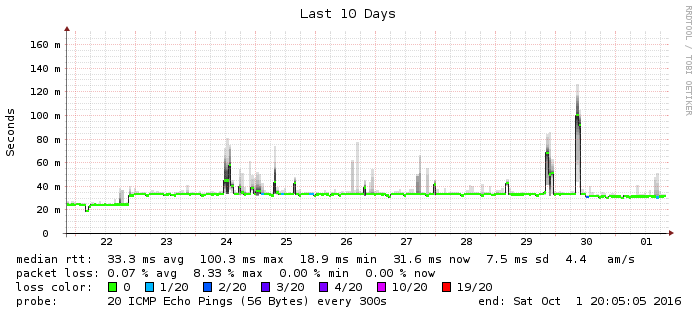 Last 10 Days
RRDTOOL / TOBI OETIKER
Seconds
160 m
140 m
120 m
100 m
80 m
60 m
40 m
20 m
0
22 23 24 25 26 27 28 29 30 01
median rtt: 33.3 ms avg 100.3 ms max 18.9 ms min 31.6 ms now 7.5 ms sd 4.4 am/s
packet loss: 0.07 % avg 8.33 % max 0.00 % min 0.00 % now
loss color: 0 1/20 2/20 3/20 4/20 10/20 19/20
probe: 20 ICMP Echo Pings (56 Bytes) every 300s end: Sat Oct 1 20:05:05 2016